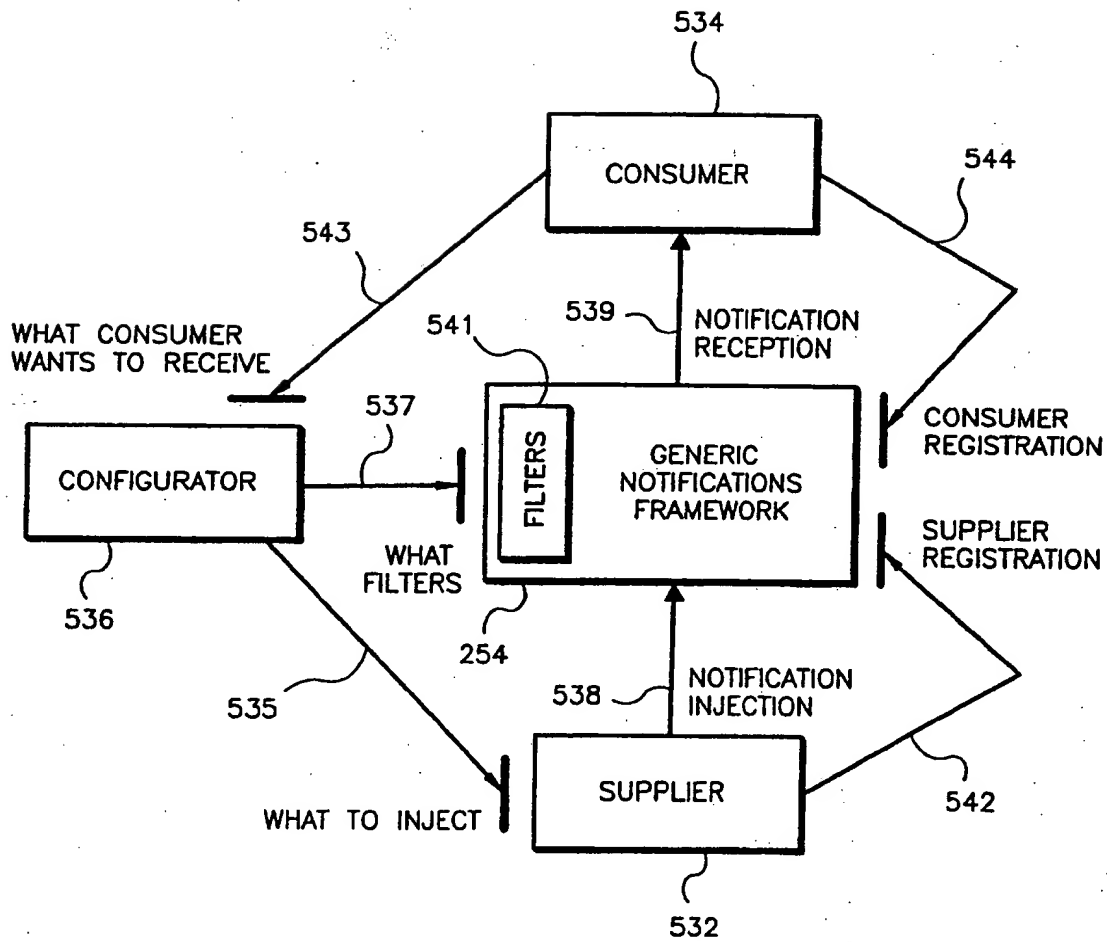 534
CONSUMER
544
543
539
NOTIFICATION
RECEPTION
541
WHAT CONSUMER
WANTS TO RECEIVE
537
CONSUMER
REGISTRATION
CONFIGURATOR
FILTERS
GENERIC
NOTIFICATIONS
FRAMEWORK
SUPPLIER
REGISTRATION
WHAT
FILTERS
536
254
535
538
NOTIFICATION
INJECTION
SUPPLIER
542
WHAT TO INJECT
532